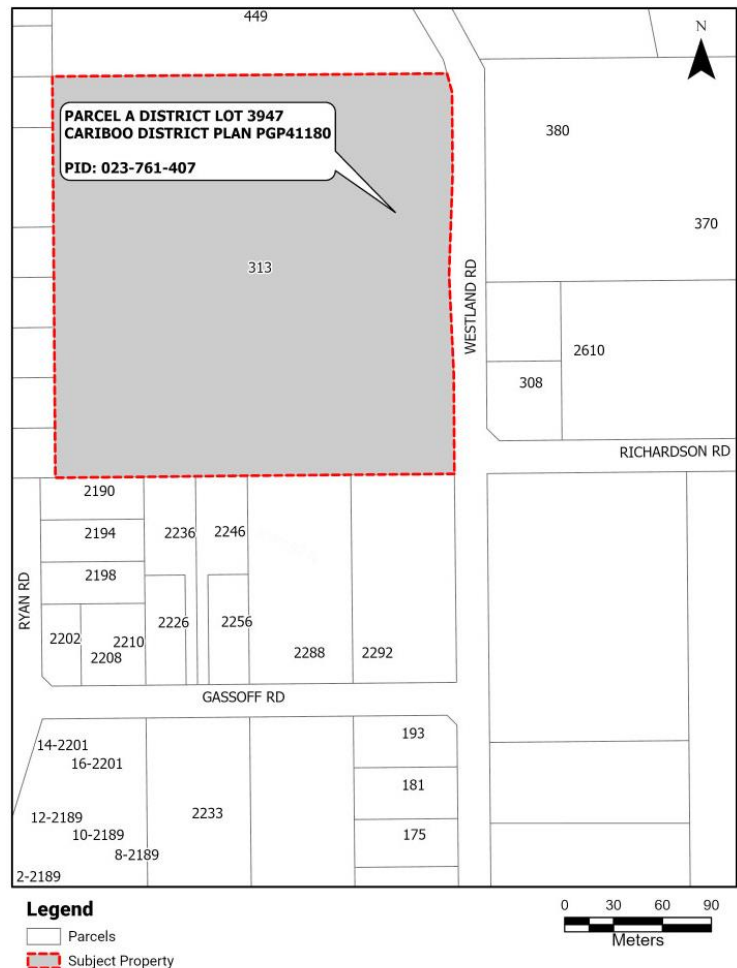 449
N
PARCEL A DISTRICT LOT 3947
CARIBOO DISTRICT PLAN PGP41180
PID: 023-761-407
380
370
313
WESTLAND RD
2610
308
RICHARDSON RD
2190
2194
2236
2246
2198
RYAN RD
2202
2210
2208
2226
2256
2288
2292
GASSOFF RD
193
14-2201
16-2201
181
12-2189
2233
10-2189
175
8-2189
2-2189
Legend
Parcels
Subject Property
0 30 60 90
Meters